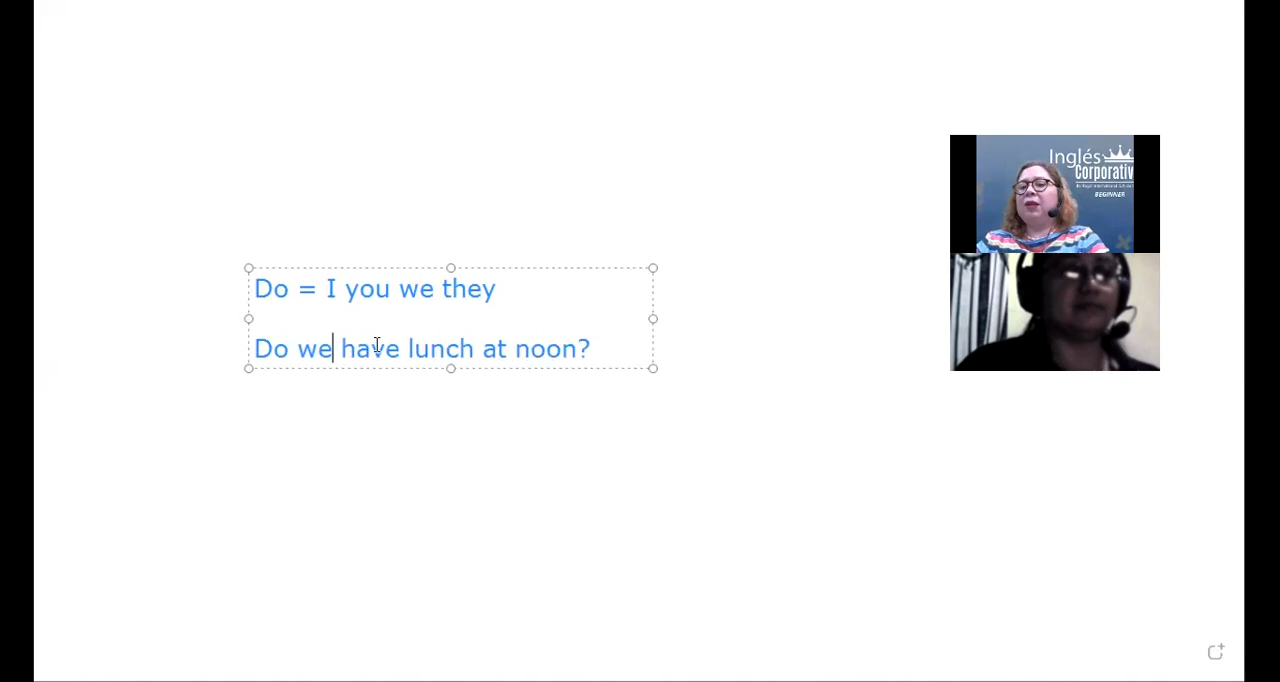 Do = I you we they
Do we have lunch at noon?
Inglés
Corporativ
BEGINNER